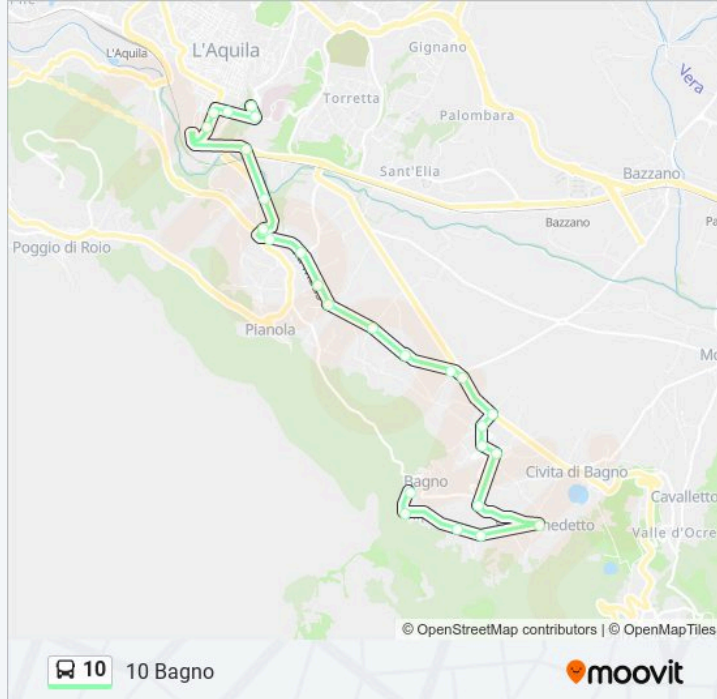 L'Aquila
Gignano
L'Aquila
Vera
Torretta
Palombara
Sant'Elia
Bazzano
Bazzano
Poggio di Roio
Pianola
Bagno
Civita di Bagno
Cavalletto
nedetto
Valle d'Ocre
© OpenStreetMap contributors | © OpenMapTiles
10 10 Bagno
moovit